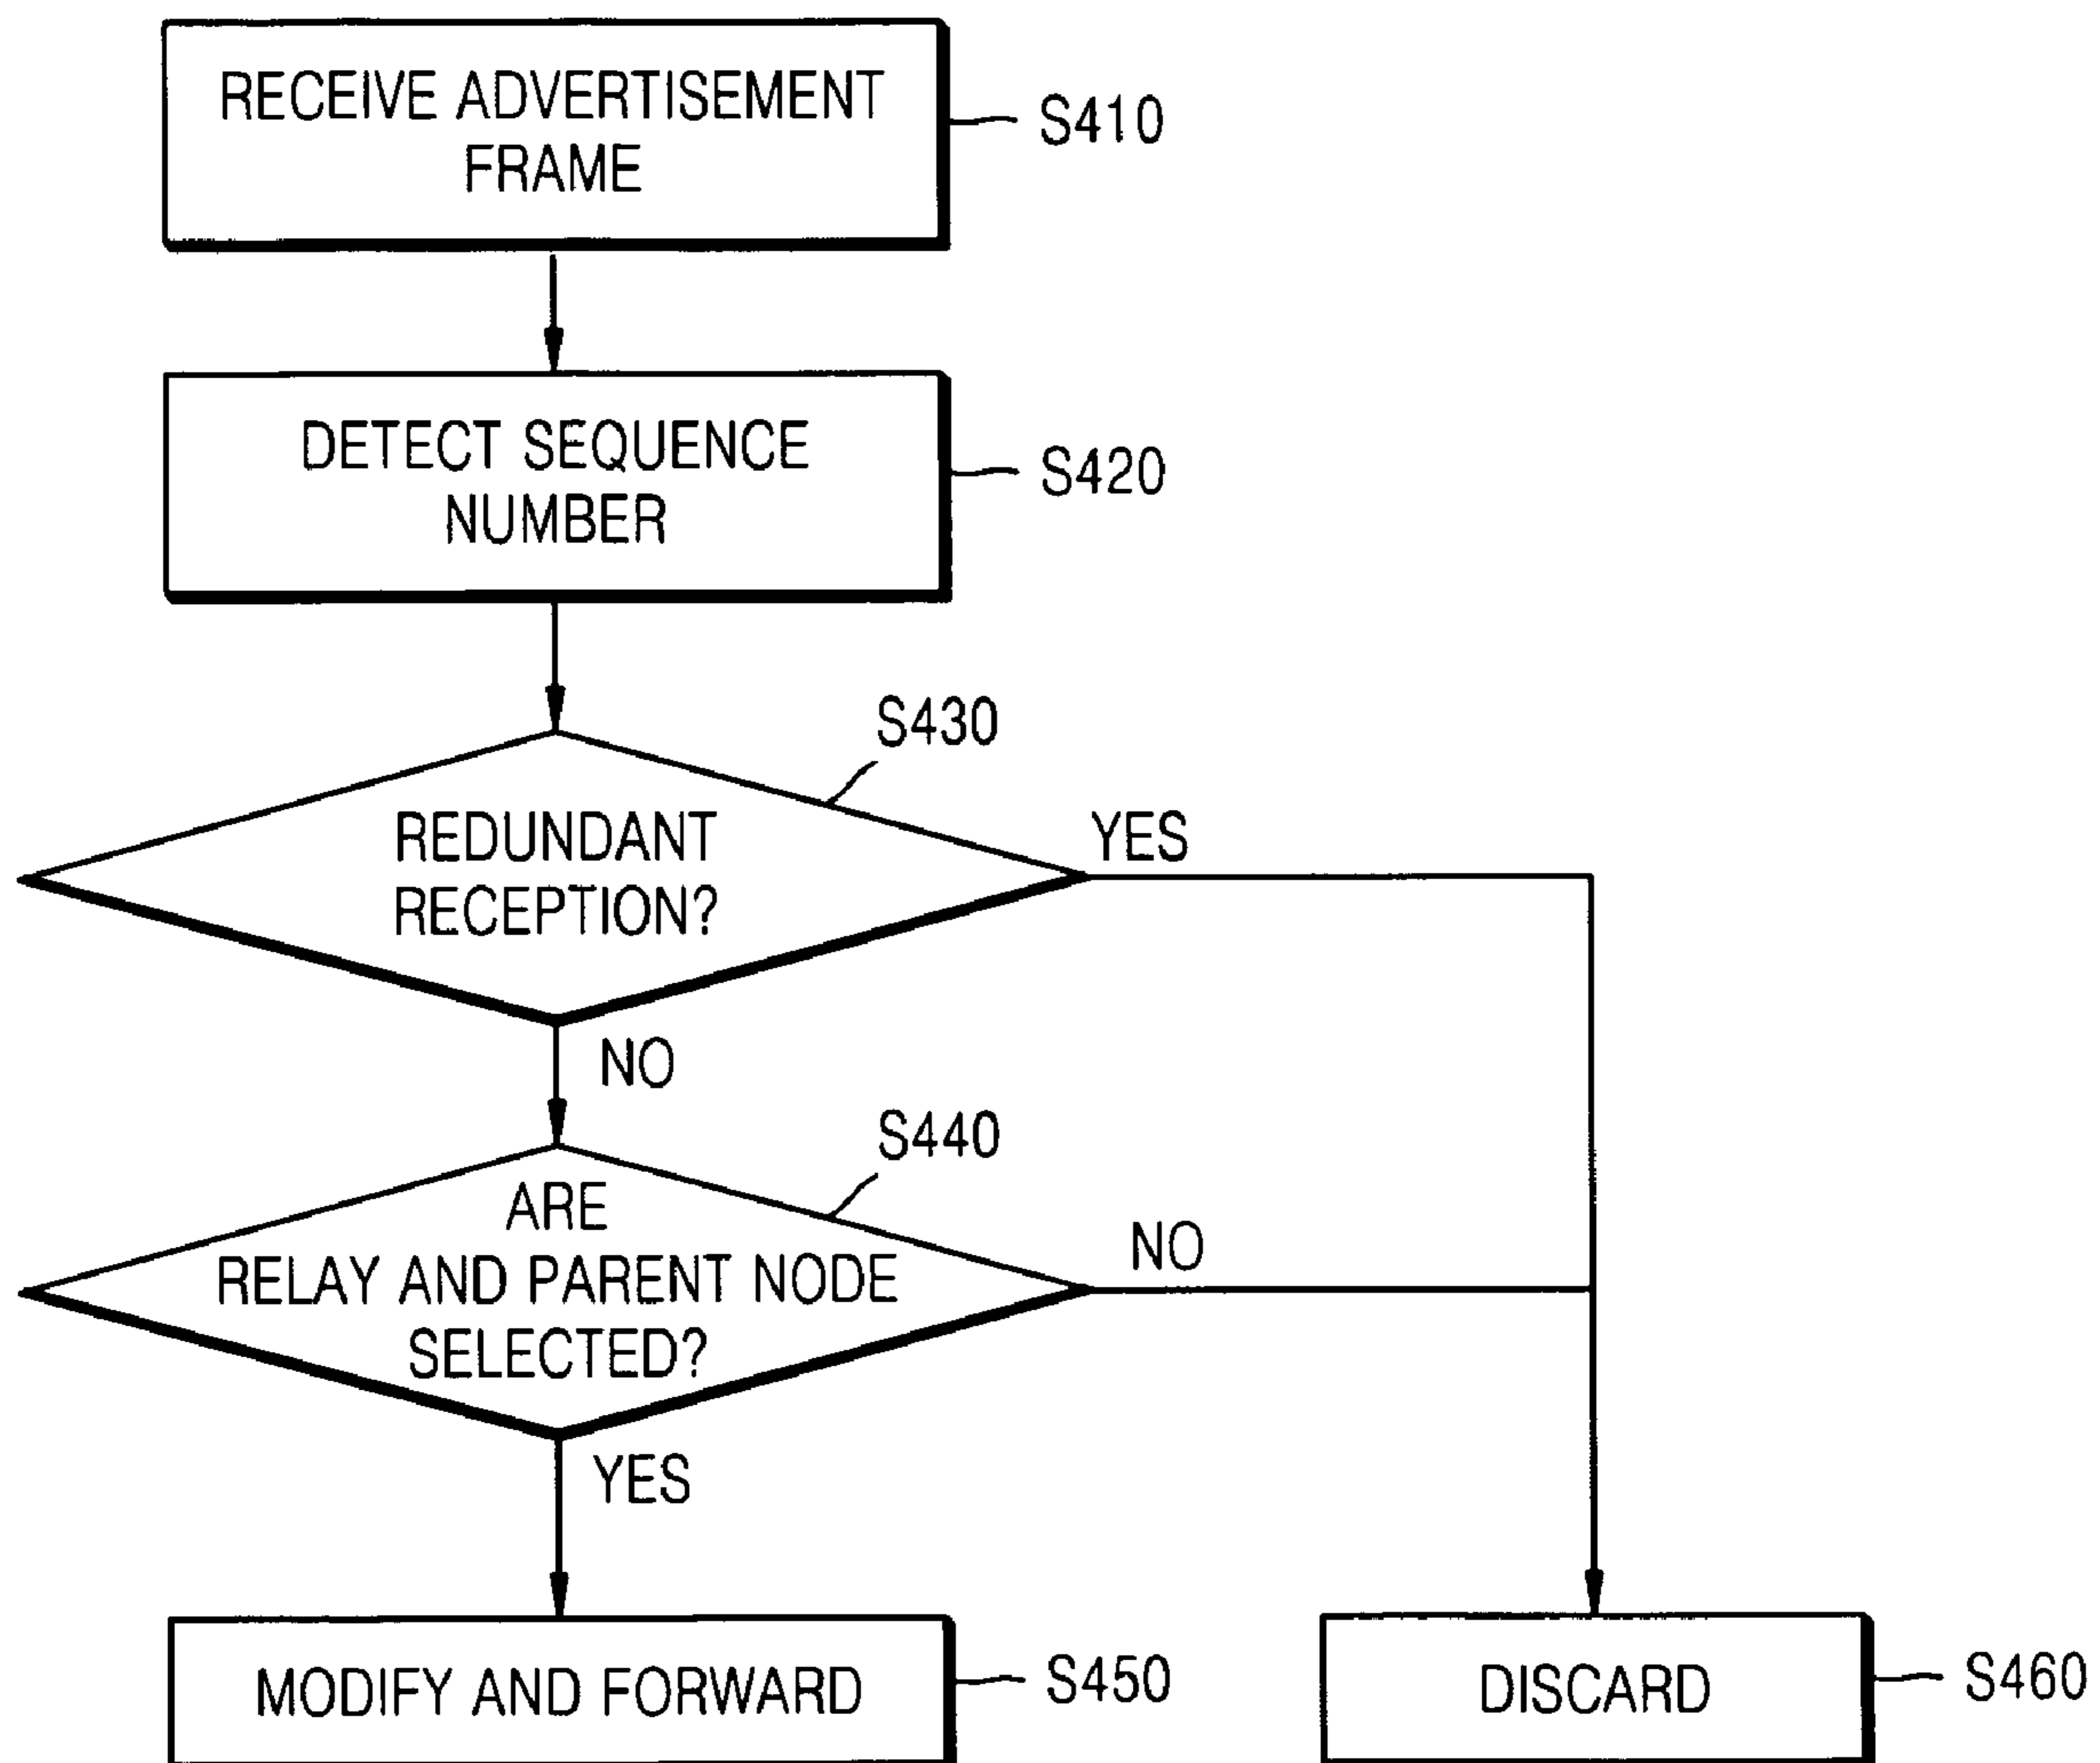 RECEIVE ADVERTISEMENT
FRAME
S410
DETECT SEQUENCE
NUMBER
S420
S430
REDUNDANT
RECEPTION?
YES
NO
S440
ARE
RELAY AND PARENT NODE
SELECTED?
NO
YES
MODIFY AND FORWARD
S450
DISCARD
S460